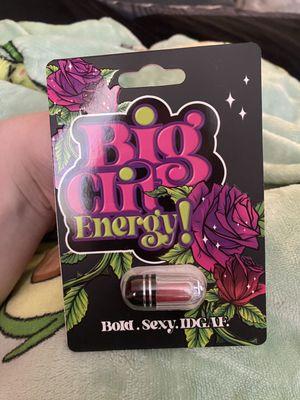 Big
Clit
Energy!
Bold. Sexy. IDGAF.